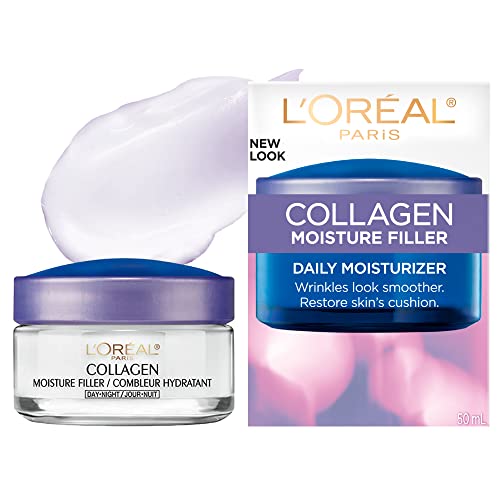 L'ORÉAL®
PARIS
NEW
LOOK
COLLAGEN
MOISTURE FILLER
DAILY MOISTURIZER
Wrinkles look smoother.
Restore skin's cushion.
50 mL
L'ORÉAL®
PARIS
COLLAGEN
MOISTURE FILLER / COMBLEUR HYDRATANT
DAY•NIGHT / JOUR•NUIT